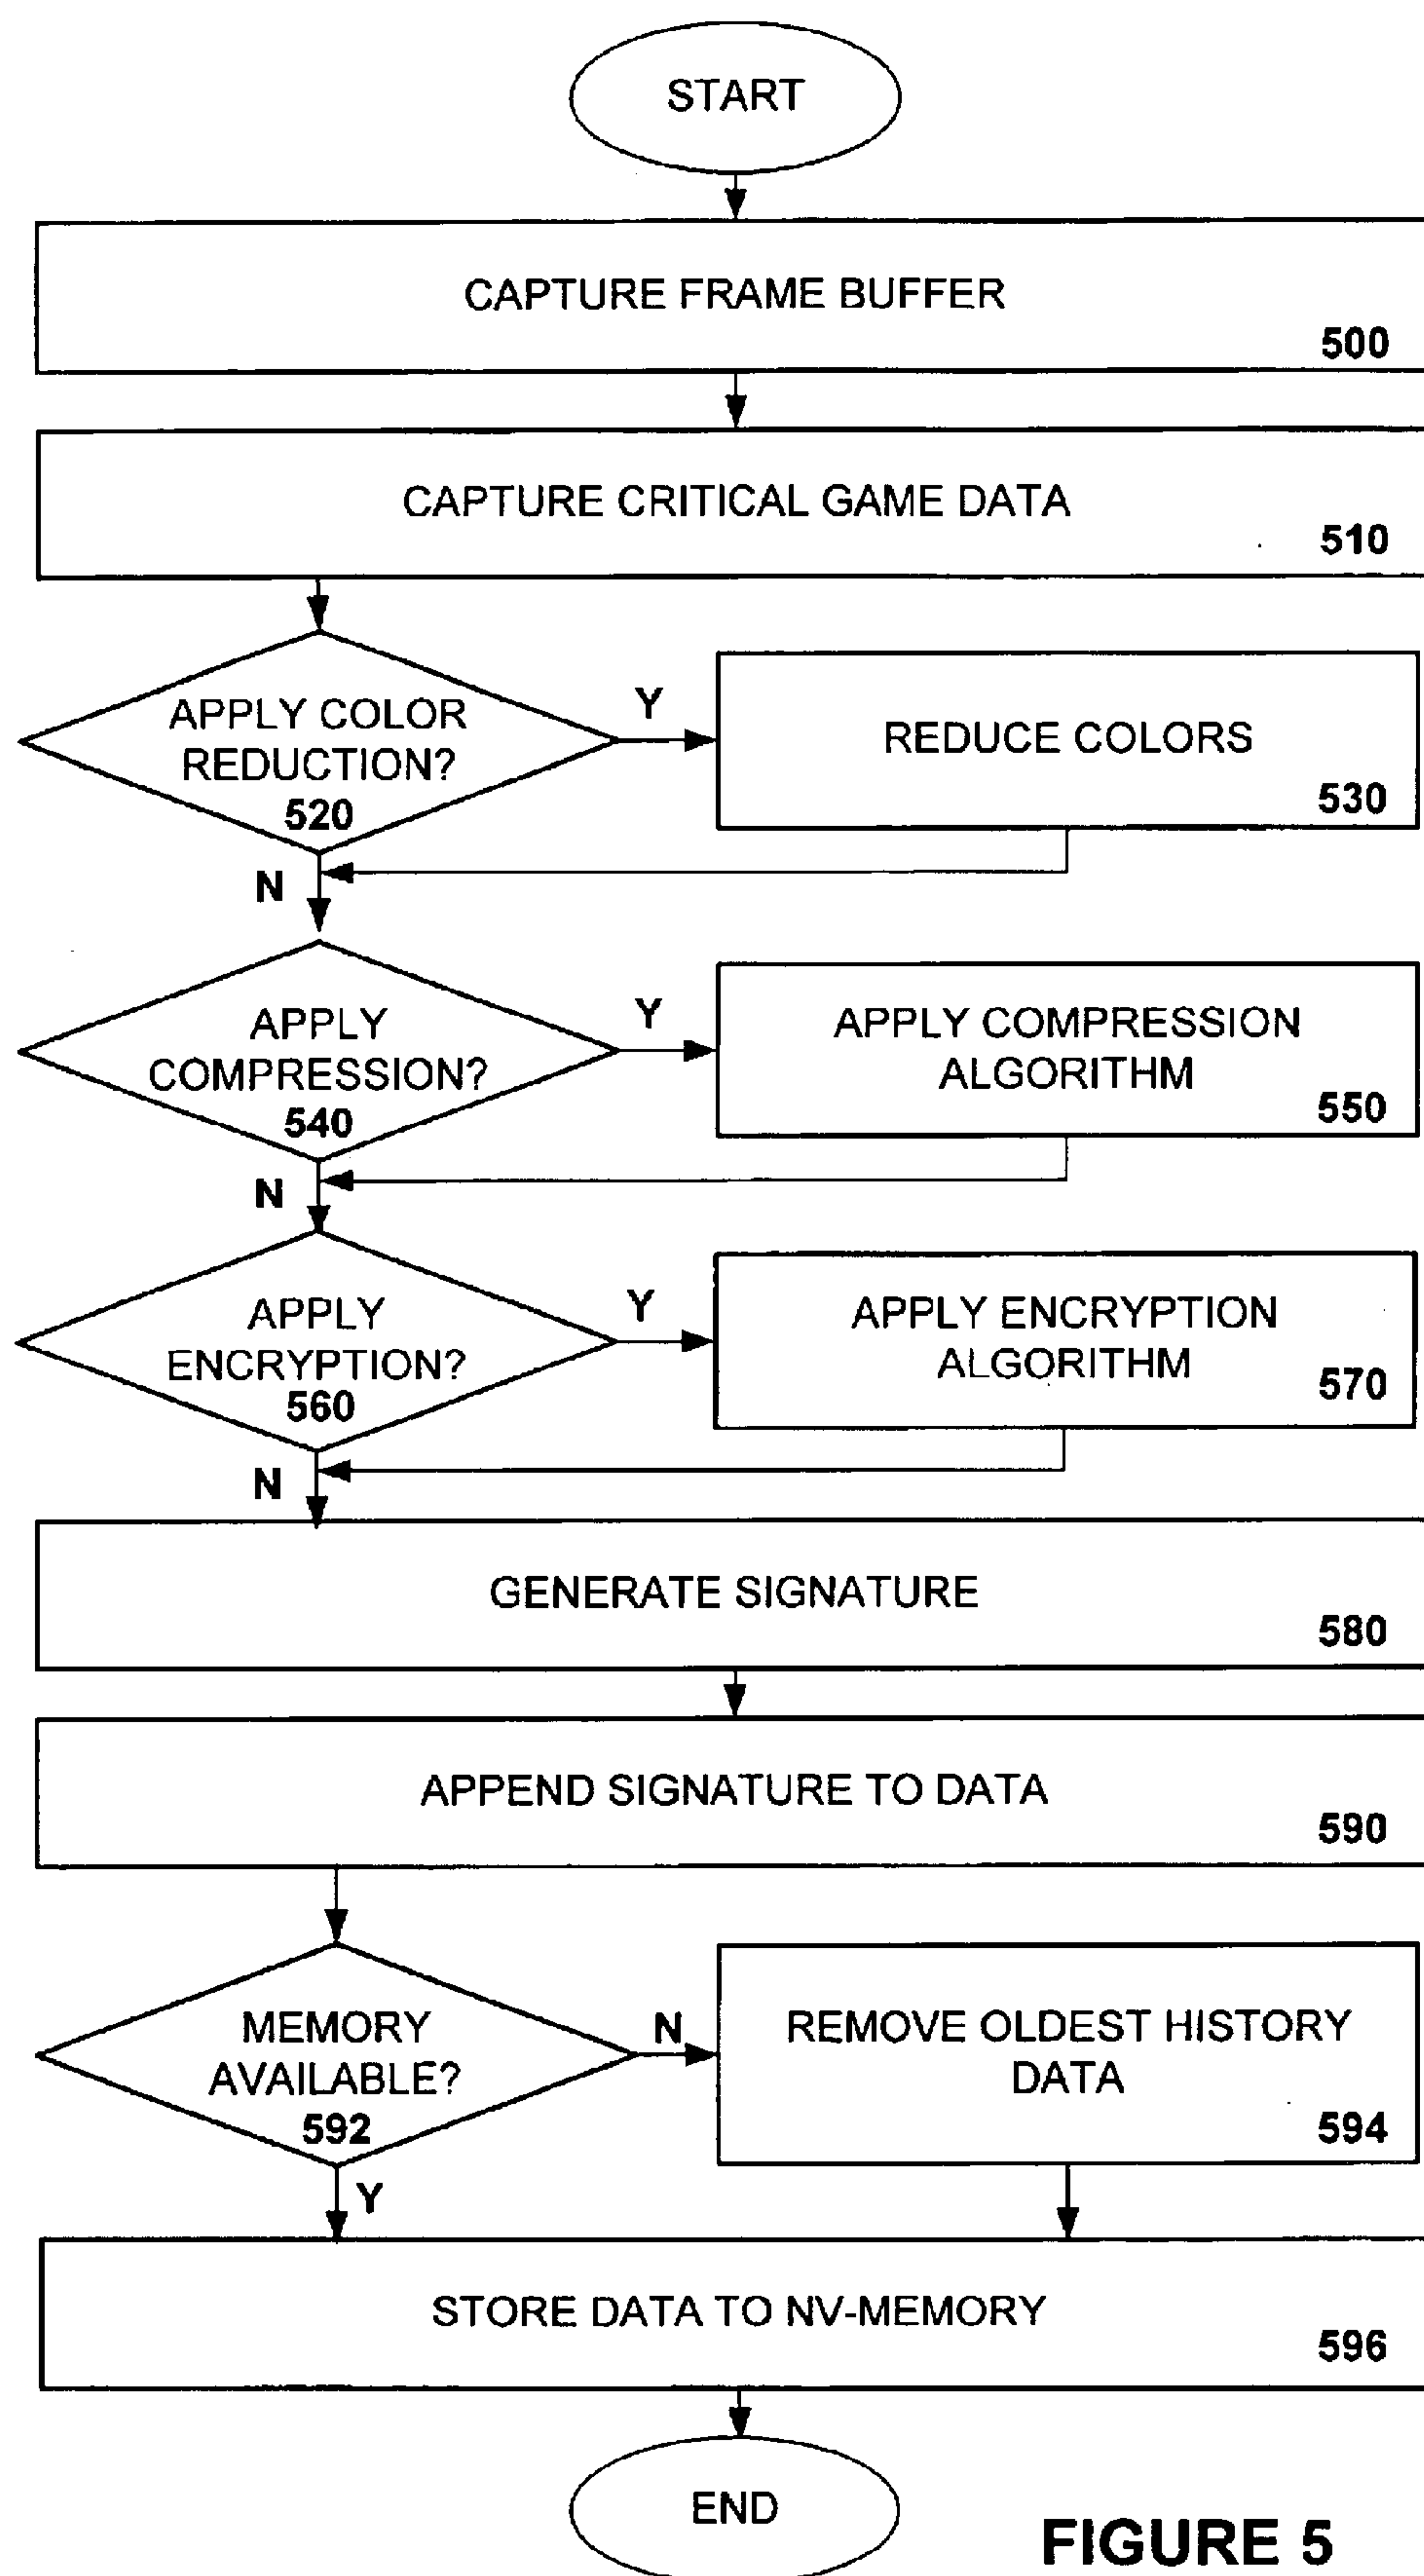 START
CAPTURE FRAME BUFFER
500
CAPTURE CRITICAL GAME DATA
510
APPLY COLOR
REDUCTION?
520
Y
REDUCE COLORS
530
N
APPLY
COMPRESSION?
540
Y
APPLY COMPRESSION
ALGORITHM
550
N
APPLY
ENCRYPTION?
560
Y
APPLY ENCRYPTION
ALGORITHM
570
N
GENERATE SIGNATURE
580
APPEND SIGNATURE TO DATA
590
MEMORY
AVAILABLE?
592
N
REMOVE OLDEST HISTORY
DATA
594
Y
STORE DATA TO NV-MEMORY
596
END
FIGURE 5